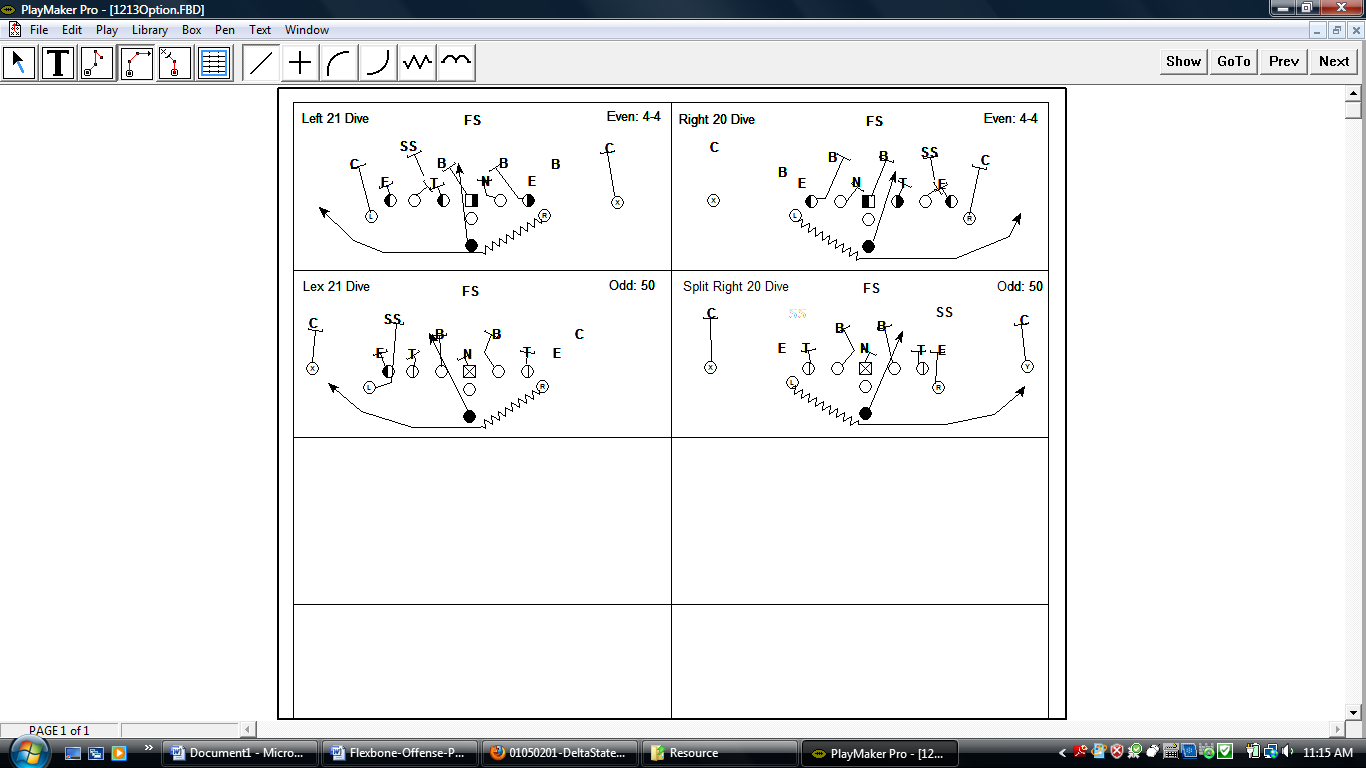 PlayMaker Pro - [1213Option.FBD]
File Edit Play Library Box Pen Text Window
T
Show GoTo Prev Next
Left 21 Dive FS Even: 4-4
C SS B B B C
E T N E
L X
R
Right 20 Dive FS Even: 4-4
C B B SS C
B E N T E
X
L R
Lex 21 Dive FS Odd: 50
C SS B B C
E T N T E
X
L R
Split Right 20 Dive FS Odd: 50
C SS B B SS C
E T N T E
X Y
L R
PAGE 1 of 1
Document1 - Micro... Flexbone-Offense-P... 01050201-DeltaState... Resource PlayMaker Pro - [12... 11:15 AM